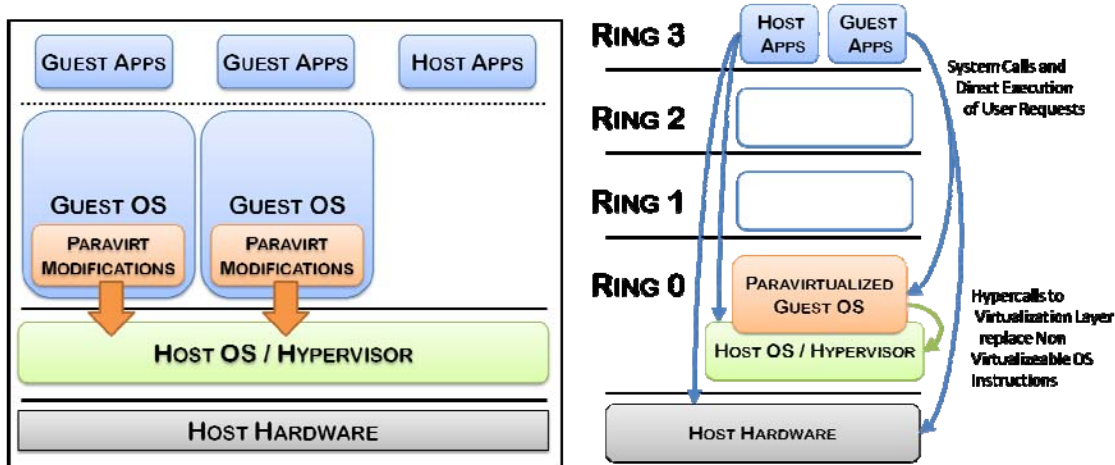 GUEST APPS
GUEST APPS
HOST APPS
GUEST OS
GUEST OS
PARAVIRT
MODIFICATIONS
PARAVIRT
MODIFICATIONS
HOST OS / HYPERVISOR
HOST HARDWARE
RING 3
HOST
APPS
GUEST
APPS
System Calls and
Direct Execution
of User Requests
RING 2
RING 1
RING 0
PARAVIRTUALIZED
GUEST OS
HOST OS / HYPERVISOR
Hypercalls to
Virtualization Layer
replace Non
Virtualizeable OS
Instructions
HOST HARDWARE